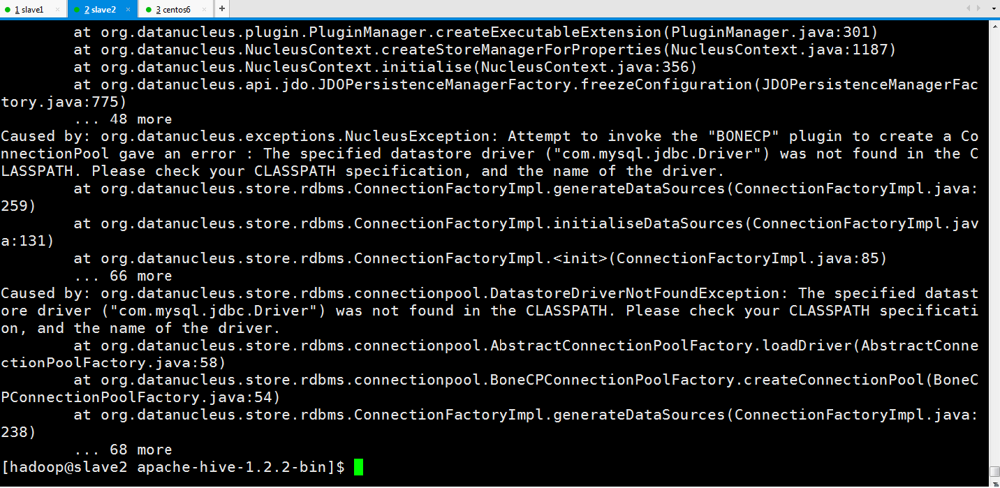 1 slave1 × 2 slave2 × 3 centos6 × +
at org.datanucleus.plugin.PluginManager.createExecutableExtension(PluginManager.java:301)
at org.datanucleus.NucleusContext.createStoreManagerForProperties(NucleusContext.java:1187)
at org.datanucleus.NucleusContext.initialise(NucleusContext.java:356)
at org.datanucleus.api.jdo.JDOPersistenceManagerFactory.freezeConfiguration(JDOPersistenceManagerFac
tory.java:775)
... 48 more
Caused by: org.datanucleus.exceptions.NucleusException: Attempt to invoke the "BONECP" plugin to create a Co
nnectionPool gave an error : The specified datastore driver ("com.mysql.jdbc.Driver") was not found in the C
LASSPATH. Please check your CLASSPATH specification, and the name of the driver.
at org.datanucleus.store.rdbms.ConnectionFactoryImpl.generateDataSources(ConnectionFactoryImpl.java:
259)
at org.datanucleus.store.rdbms.ConnectionFactoryImpl.initialiseDataSources(ConnectionFactoryImpl.jav
a:131)
at org.datanucleus.store.rdbms.ConnectionFactoryImpl.<init>(ConnectionFactoryImpl.java:85)
... 66 more
Caused by: org.datanucleus.store.rdbms.connectionpool.DatastoreDriverNotFoundException: The specified datast
ore driver ("com.mysql.jdbc.Driver") was not found in the CLASSPATH. Please check your CLASSPATH specificati
on, and the name of the driver.
at org.datanucleus.store.rdbms.connectionpool.AbstractConnectionPoolFactory.loadDriver(AbstractConne
ctionPoolFactory.java:58)
at org.datanucleus.store.rdbms.connectionpool.BoneCPConnectionPoolFactory.createConnectionPool(BoneC
PConnectionPoolFactory.java:54)
at org.datanucleus.store.rdbms.ConnectionFactoryImpl.generateDataSources(ConnectionFactoryImpl.java:
238)
... 68 more
[hadoop@slave2 apache-hive-1.2.2-bin]$